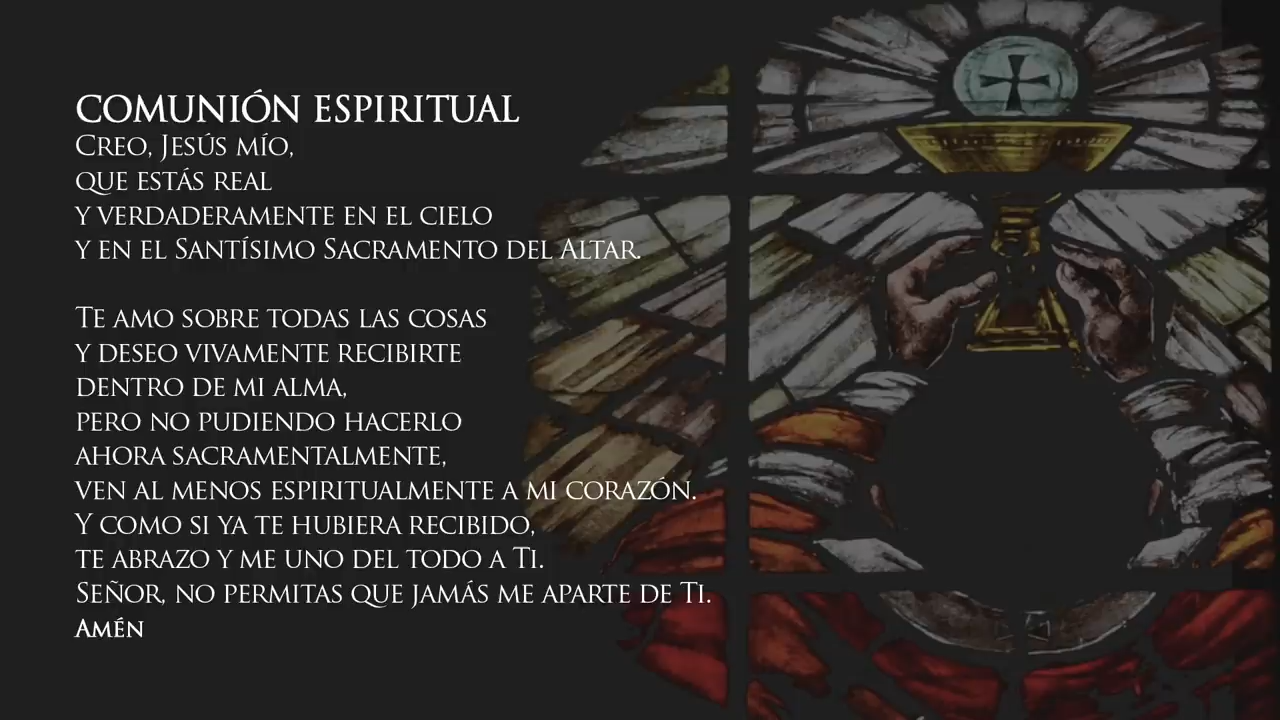 COMUNIÓN ESPIRITUAL
CREO, JESÚS MÍO,
QUE ESTÁS REAL
Y VERDADERAMENTE EN EL CIELO
Y EN EL SANTÍSIMO SACRAMENTO DEL ALTAR.
TE AMO SOBRE TODAS LAS COSAS
Y DESEO VIVAMENTE RECIBIRTE
DENTRO DE MI ALMA,
PERO NO PUDIENDO HACERLO
AHORA SACRAMENTALMENTE,
VEN AL MENOS ESPIRITUALMENTE A MI CORAZÓN.
Y COMO SI YA TE HUBIERA RECIBIDO,
TE ABRAZO Y ME UNO DEL TODO A TI.
SEÑOR, NO PERMITAS QUE JAMÁS ME APARTE DE TI.
AMÉN